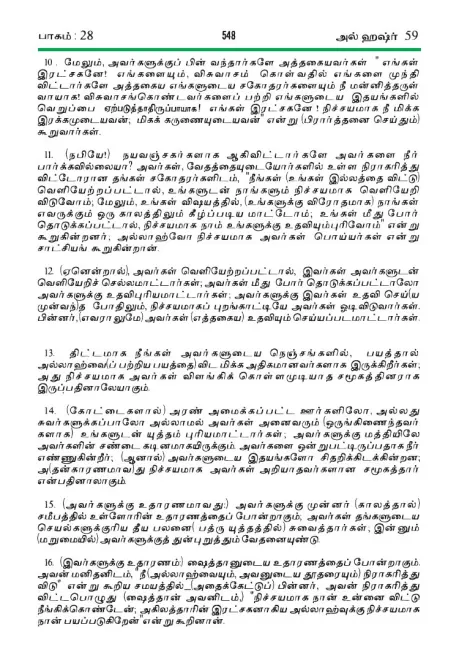 பாகம் : 28 548 அல் ஹஷ்ர் 59
10 . மேலும், அவர்களுக்குப் பின் வந்தார்களே அத்தகையவர்கள் " எங்கள்
இரட்சகனே! எங்களையும், விசுவாசம் கொள்வதில் எங்களை முந்தி
விட்டார்களே அத்தகைய எங்களுடைய சகோதரர்களையும் நீ மன்னித்தருள்
வாயாக! விசுவாசங்கொண்டவர்களைப் பற்றி எங்களுடைய இதயங்களில்
வெறுப்பை ஏற்படுத்தாதிருப்பாயாக! எங்கள் இரட்சகனே ! நிச்சயமாக நீ மிக்க
இரக்கமுடையவன்; மிகக் கருணையுடையவன்" என்று (பிரார்த்தனை செய்தும்)
கூறுவார்கள்.
11. (நபியே!) நயவஞ்சகர்களாக ஆகிவிட்டார்களே அவர்களை நீர்
பார்க்கவில்லையா? அவர்கள், வேதத்தையுடையோர்களில் உள்ள நிராகரித்து
விட்டோரான தங்கள் சகோதரர்களிடம், "நீங்கள் (உங்கள் இல்லத்தை விட்டு)
வெளியேற்றப்பட்டால், உங்களுடன் நாங்களும் நிச்சயமாக வெளியேறி
விடுவோம்; மேலும், உங்கள் விஷயத்தில், (உங்களுக்கு விரோதமாக) நாங்கள்
எவருக்கும் ஒரு காலத்திலும் கீழ்ப்படிய மாட்டோம்; உங்கள் மீது போர்
தொடுக்கப்பட்டால், நிச்சயமாக நாம் உங்களுக்கு உதவியும்புரிவோம்" என்று
கூறுகின்றனர்; அல்லாஹ்வோ நிச்சயமாக அவர்கள் பொய்யர்கள் என்று
சாட்சியங் கூறுகின்றான்.
12. (ஏனென்றால்), அவர்கள் வெளியேற்றப்பட்டால், இவர்கள் அவர்களுடன்
வெளியேறிச் செல்லமாட்டார்கள்; அவர்கள் மீது போர் தொடுக்கப்பட்டாலோ
அவர்களுக்கு உதவிபுரியமாட்டார்கள் ; அவர்களுக்கு இவர்கள் உதவி செய்(ய
முன்வந்)த போதிலும், நிச்சயமாகப் புறங்காட்டியே அவர்கள் ஓடிவிடுவார்கள்.
பின்னர், (எவராலுமே) அவர்கள் (எத்தகைய) உதவியும் செய்யப்படமாட்டார்கள்.
13. திட்டமாக நீங்கள் அவர்களுடைய நெஞ்சங்களில், பயத்தால்
அல்லாஹ்வை(ப் பற்றிய பயத்தை)விட மிக்க அதிகமானவர்களாக இருக்கிறீர்கள்;
அது நிச்சயமாக அவர்கள் விளங்கிக் கொள்ளமுடியாத சமூகத்தினராக
இருப்பதினாலேயாகும்.
14. (கோட்டைகளால்) அரண் அமைக்கப்பட்ட ஊர்களிலோ, அல்லது
சுவர்களுக்கப்பாலோ அல்லாமல் அவர்கள் அனைவரும் (ஒருங்கிணைந்தவர்
களாக) உங்களுடன் யுத்தம் புரியமாட்டார்கள் ; அவர்களுக்கு மத்தியிலே
அவர்களின் சண்டை கடினமாகயிருக்கும். அவர்களை ஒன்றுபட்டிருப்பதாக நீர்
எண்ணுகின்றீர்; (ஆனால்) அவர்களுடைய இதயங்களோ சிதறிக்கிடக்கின்றன;
அ(தன்காரணமாவ)து நிச்சயமாக அவர்கள் அறியாதவர்களான சமூகத்தார்
என்பதினாலாகும்.
15. (அவர்களுக்கு உதாரணமாவது:) அவர்களுக்கு முன்னர் (காலத்தால்)
சமீபத்தில் உள்ளோரின் உதாரணத்தைப் போன்றாகும்; அவர்கள் தங்களுடைய
செயல்களுக்குரிய தீய பலனை( பத்ரு யுத்தத்தில்) சுவைத்தார்கள் ; இன்னும்
(மறுமையில்) அவர்களுக்குத் துன்புறுத்தும் வேதனையுண்டு.
16. (இவர்களுக்கு உதாரணம்) ஷைத்தானுடைய உதாரணத்தைப் போன்றாகும்.
அவன் மனிதனிடம், "நீ (அல்லாஹ்வையும், அவனுடைய தூதரையும்) நிராகரித்து
விடு" என்று கூறிய சமயத்தில்_(அதைக்கேட்டுப்) பின்னர், அவன் நிராகரித்து
விட்டபொழுது (ஷைத்தான் அவனிடம்,) "நிச்சயமாக நான் உன்னை விட்டு
நீங்கிக்கொண்டேன்; அகிலத்தாரின் இரட்சகனாகிய அல்லாஹ்வுக்கு நிச்சயமாக
நான் பயப்படுகிறேன்" என்று கூறினான்.